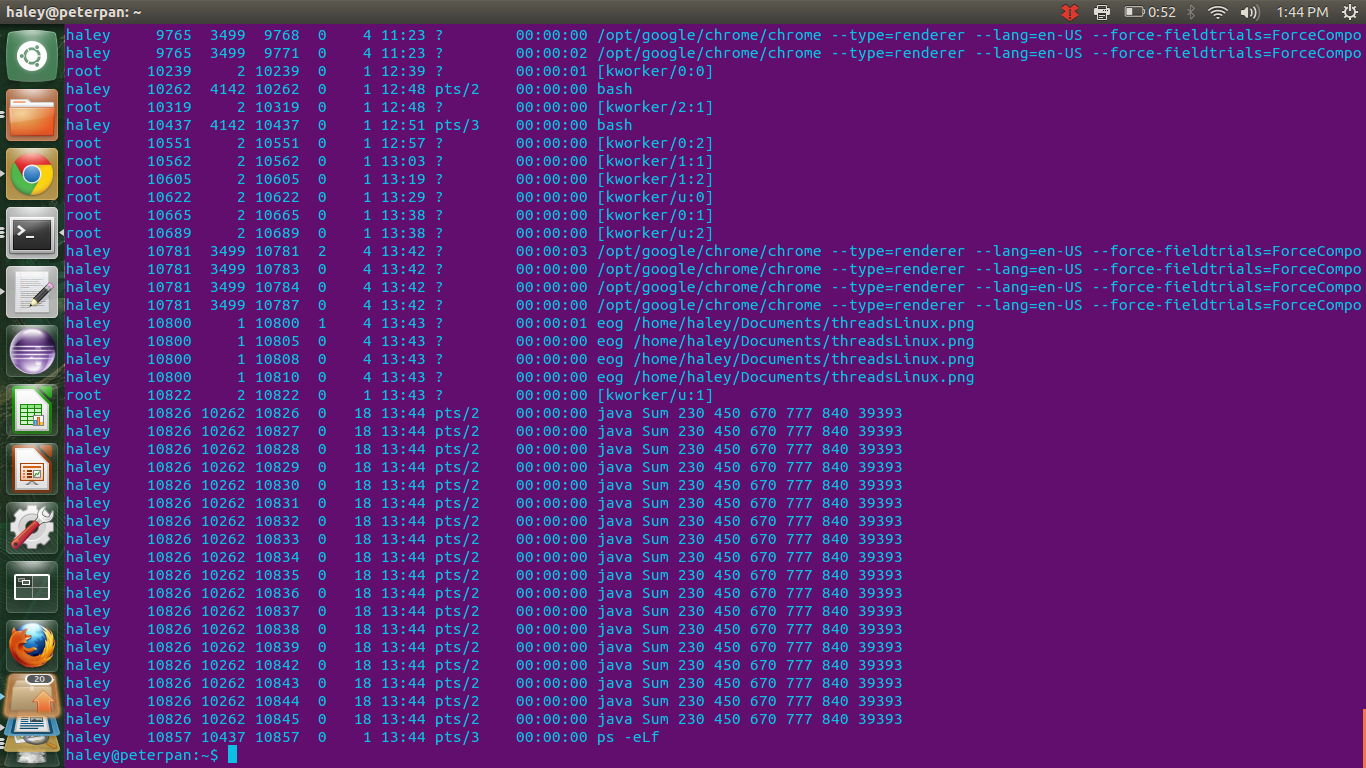 haley@peterpan: ~ 0:52 1:44 PM
haley 9765 3499 9768 0 4 11:23 ? 00:00:00 /opt/google/chrome/chrome --type=renderer --lang=en-US --force-fieldtrials=ForceCompo
haley 9765 3499 9771 0 4 11:23 ? 00:00:02 /opt/google/chrome/chrome --type=renderer --lang=en-US --force-fieldtrials=ForceCompo
root 10239 2 10239 0 1 12:39 ? 00:00:01 [kworker/0:0]
haley 10262 4142 10262 0 1 12:48 pts/2 00:00:00 bash
root 10319 2 10319 0 1 12:48 ? 00:00:00 [kworker/2:1]
haley 10437 4142 10437 0 1 12:51 pts/3 00:00:00 bash
root 10551 2 10551 0 1 12:57 ? 00:00:00 [kworker/0:2]
root 10562 2 10562 0 1 13:03 ? 00:00:00 [kworker/1:1]
root 10605 2 10605 0 1 13:19 ? 00:00:00 [kworker/1:2]
root 10622 2 10622 0 1 13:29 ? 00:00:00 [kworker/u:0]
root 10665 2 10665 0 1 13:38 ? 00:00:00 [kworker/0:1]
root 10689 2 10689 0 1 13:38 ? 00:00:00 [kworker/u:2]
haley 10781 3499 10781 2 4 13:42 ? 00:00:03 /opt/google/chrome/chrome --type=renderer --lang=en-US --force-fieldtrials=ForceCompo
haley 10781 3499 10783 0 4 13:42 ? 00:00:00 /opt/google/chrome/chrome --type=renderer --lang=en-US --force-fieldtrials=ForceCompo
haley 10781 3499 10784 0 4 13:42 ? 00:00:00 /opt/google/chrome/chrome --type=renderer --lang=en-US --force-fieldtrials=ForceCompo
haley 10781 3499 10787 0 4 13:42 ? 00:00:00 /opt/google/chrome/chrome --type=renderer --lang=en-US --force-fieldtrials=ForceCompo
haley 10800 1 10800 1 4 13:43 ? 00:00:01 eog /home/haley/Documents/threadsLinux.png
haley 10800 1 10805 0 4 13:43 ? 00:00:00 eog /home/haley/Documents/threadsLinux.png
haley 10800 1 10808 0 4 13:43 ? 00:00:00 eog /home/haley/Documents/threadsLinux.png
haley 10800 1 10810 0 4 13:43 ? 00:00:00 eog /home/haley/Documents/threadsLinux.png
root 10822 2 10822 0 1 13:43 ? 00:00:00 [kworker/u:1]
haley 10826 10262 10826 0 18 13:44 pts/2 00:00:00 java Sum 230 450 670 777 840 39393
haley 10826 10262 10827 0 18 13:44 pts/2 00:00:00 java Sum 230 450 670 777 840 39393
haley 10826 10262 10828 0 18 13:44 pts/2 00:00:00 java Sum 230 450 670 777 840 39393
haley 10826 10262 10829 0 18 13:44 pts/2 00:00:00 java Sum 230 450 670 777 840 39393
haley 10826 10262 10830 0 18 13:44 pts/2 00:00:00 java Sum 230 450 670 777 840 39393
haley 10826 10262 10831 0 18 13:44 pts/2 00:00:00 java Sum 230 450 670 777 840 39393
haley 10826 10262 10832 0 18 13:44 pts/2 00:00:00 java Sum 230 450 670 777 840 39393
haley 10826 10262 10833 0 18 13:44 pts/2 00:00:00 java Sum 230 450 670 777 840 39393
haley 10826 10262 10834 0 18 13:44 pts/2 00:00:00 java Sum 230 450 670 777 840 39393
haley 10826 10262 10835 0 18 13:44 pts/2 00:00:00 java Sum 230 450 670 777 840 39393
haley 10826 10262 10836 0 18 13:44 pts/2 00:00:00 java Sum 230 450 670 777 840 39393
haley 10826 10262 10837 0 18 13:44 pts/2 00:00:00 java Sum 230 450 670 777 840 39393
haley 10826 10262 10838 0 18 13:44 pts/2 00:00:00 java Sum 230 450 670 777 840 39393
haley 10826 10262 10839 0 18 13:44 pts/2 00:00:00 java Sum 230 450 670 777 840 39393
haley 10826 10262 10842 0 18 13:44 pts/2 00:00:00 java Sum 230 450 670 777 840 39393
haley 10826 10262 10843 0 18 13:44 pts/2 00:00:00 java Sum 230 450 670 777 840 39393
haley 10826 10262 10844 0 18 13:44 pts/2 00:00:00 java Sum 230 450 670 777 840 39393
haley 10826 10262 10845 0 18 13:44 pts/2 00:00:00 java Sum 230 450 670 777 840 39393
haley 10857 10437 10857 0 1 13:44 pts/3 00:00:00 ps -eLf
haley@peterpan:~$
20